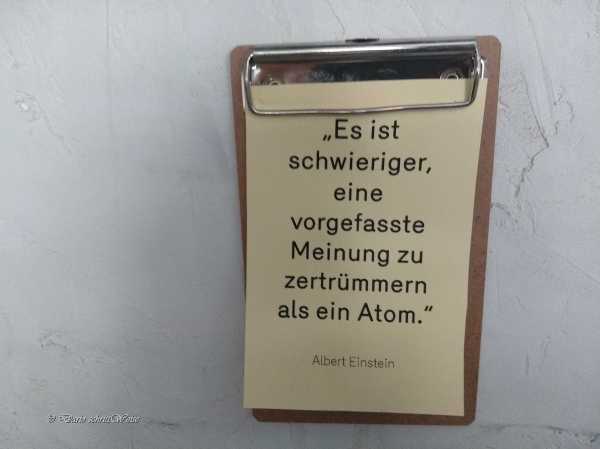 „Es ist
schwieriger,
eine
vorgefasste
Meinung zu
zertrümmern
als ein Atom.“
Albert Einstein